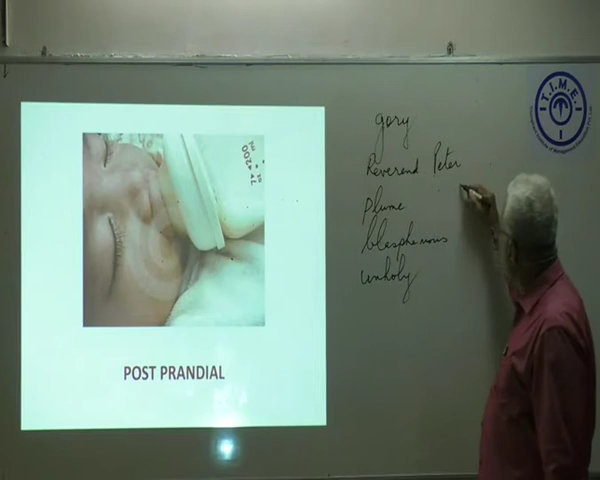 POST PRANDIAL
gory
Reverend Peter
plume
blasphemous
unholy
T.I.M.E.I